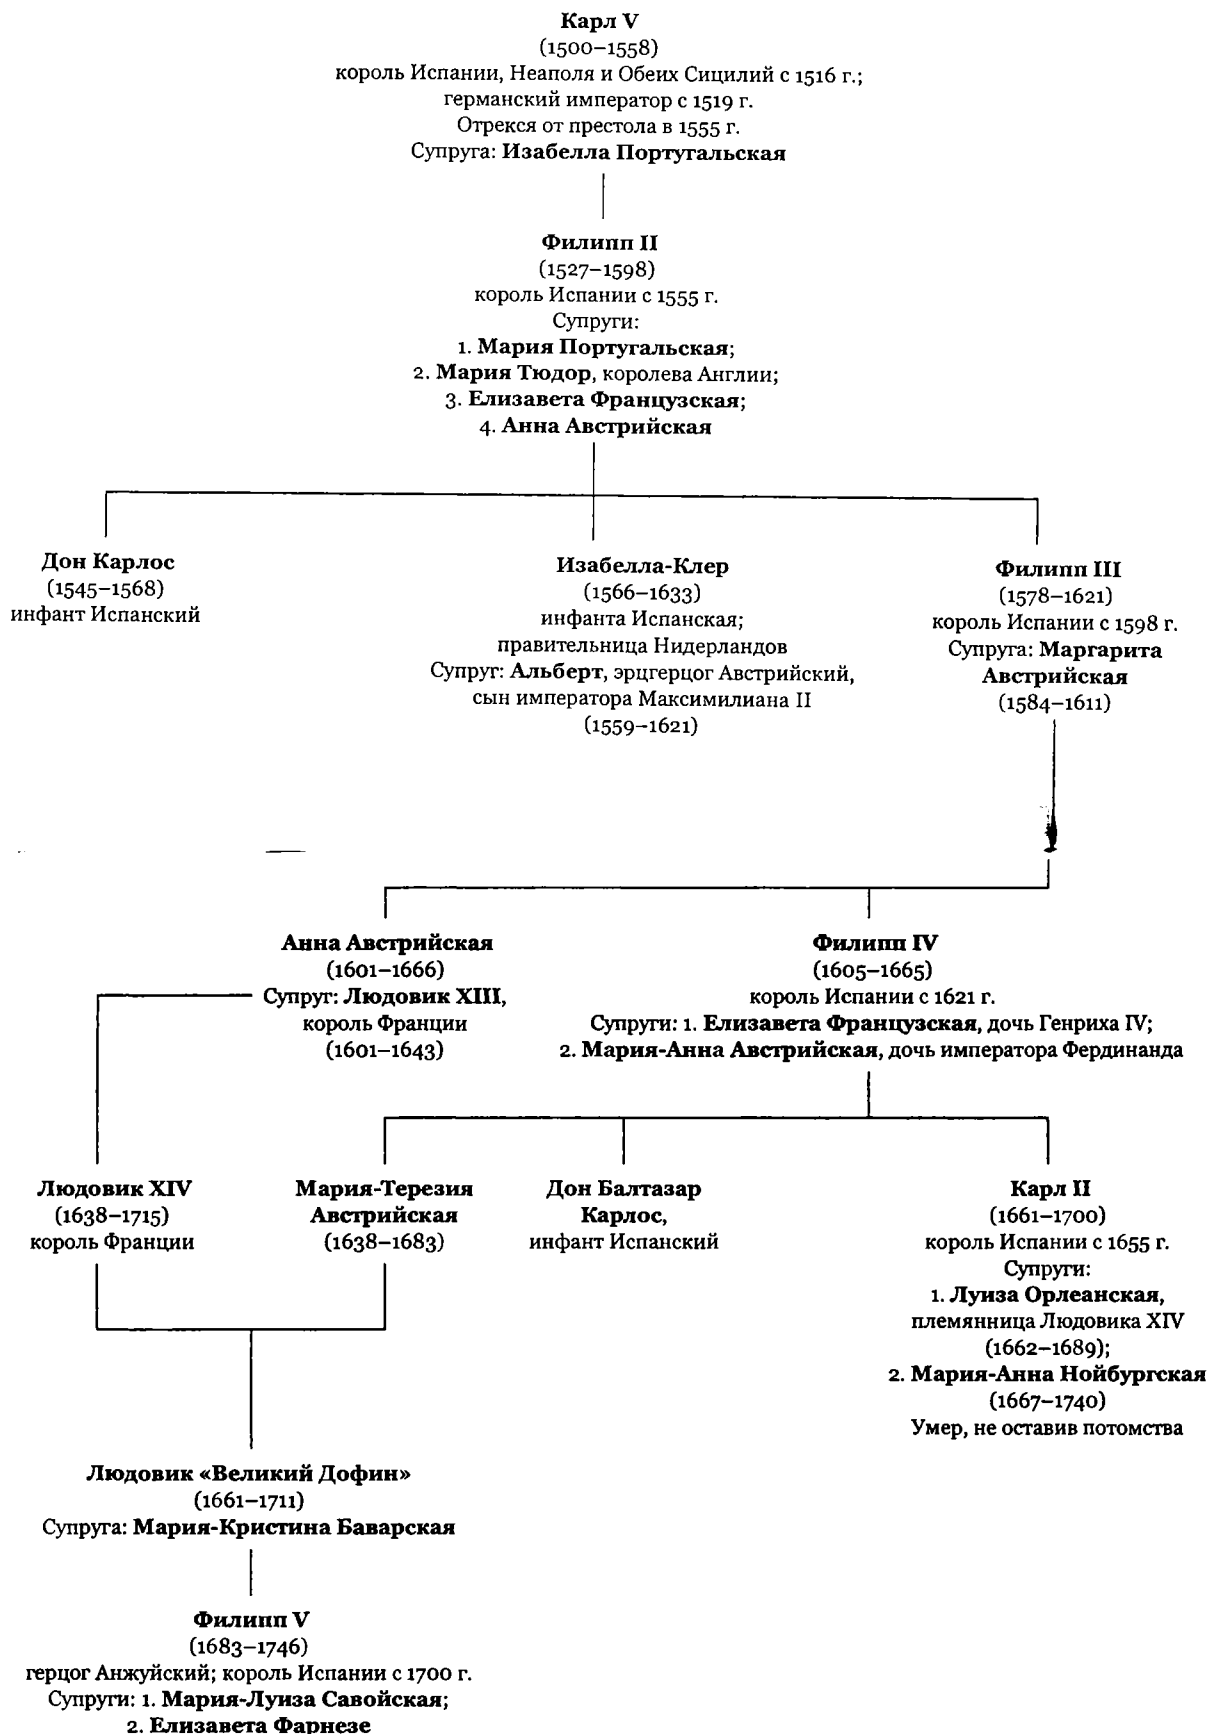 Карл V
(1500–1558)
король Испании, Неаполя и Обеих Сицилий с 1516 г.;
германский император с 1519 г.
Отрекся от престола в 1555 г.
Супруга: Изабелла Португальская
Филипп II
(1527–1598)
король Испании с 1555 г.
Супруги:
1. Мария Португальская;
2. Мария Тюдор, королева Англии;
3. Елизавета Французская;
4. Анна Австрийская
Дон Карлос
(1545–1568)
инфант Испанский
Изабелла-Клер
(1566–1633)
инфанта Испанская;
правительница Нидерландов
Супруг: Альберт, эрцгерцог Австрийский,
сын императора Максимилиана II
(1559–1621)
Филипп III
(1578–1621)
король Испании с 1598 г.
Супруга: Маргарита
Австрийская
(1584–1611)
Анна Австрийская
(1601–1666)
Супруг: Людовик XIII,
король Франции
(1601–1643)
Филипп IV
(1605–1665)
король Испании с 1621 г.
Супруги: 1. Елизавета Французская, дочь Генриха IV;
2. Мария-Анна Австрийская, дочь императора Фердинанда
Людовик XIV
(1638–1715)
король Франции
Мария-Терезия
Австрийская
(1638–1683)
Дон Балтазар
Карлос,
инфант Испанский
Карл II
(1661–1700)
король Испании с 1655 г.
Супруги:
1. Луиза Орлеанская,
племянница Людовика XIV
(1662–1689);
2. Мария-Анна Нойбургская
(1667–1740)
Умер, не оставив потомства
Людовик «Великий Дофин»
(1661–1711)
Супруга: Мария-Кристина Баварская
Филипп V
(1683–1746)
герцог Анжуйский; король Испании с 1700 г.
Супруги: 1. Мария-Луиза Савойская;
2. Елизавета Фарнезе